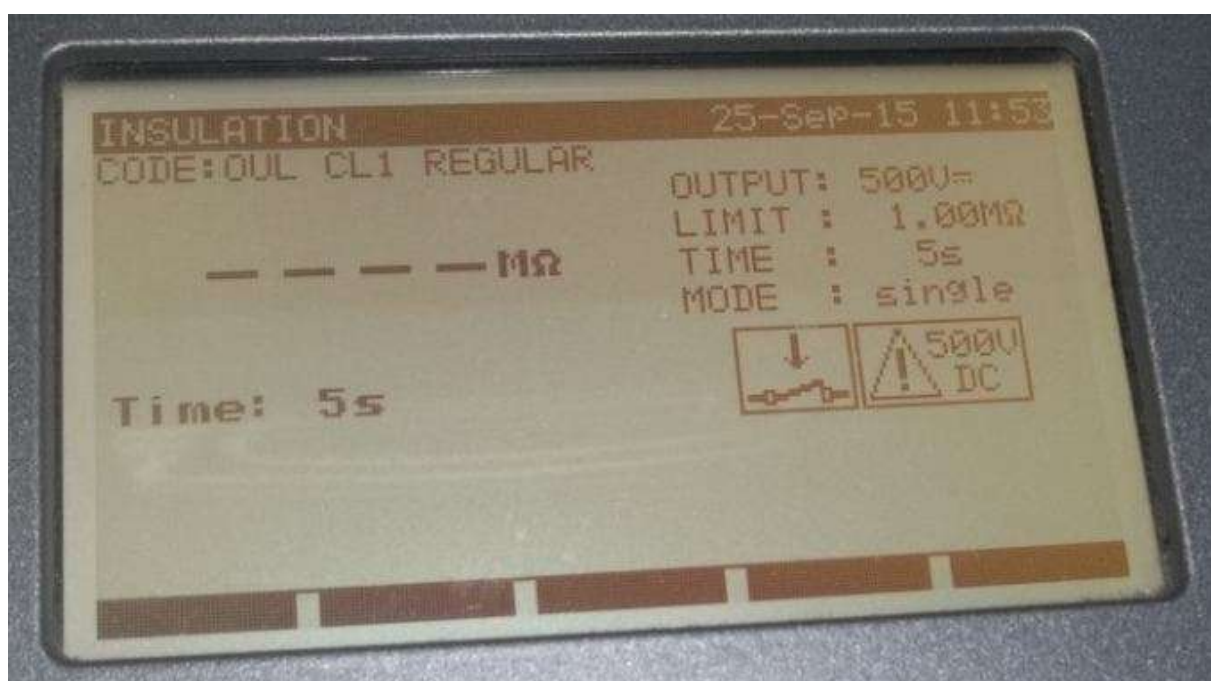 INSULATION 25-Sep-15 11:53
CODE:OVL CL1 REGULAR
OUTPUT: 500V⎓
LIMIT : 1.00MΩ
TIME : 5s
MODE : single
– – – – MΩ
500V
DC
Time: 5s